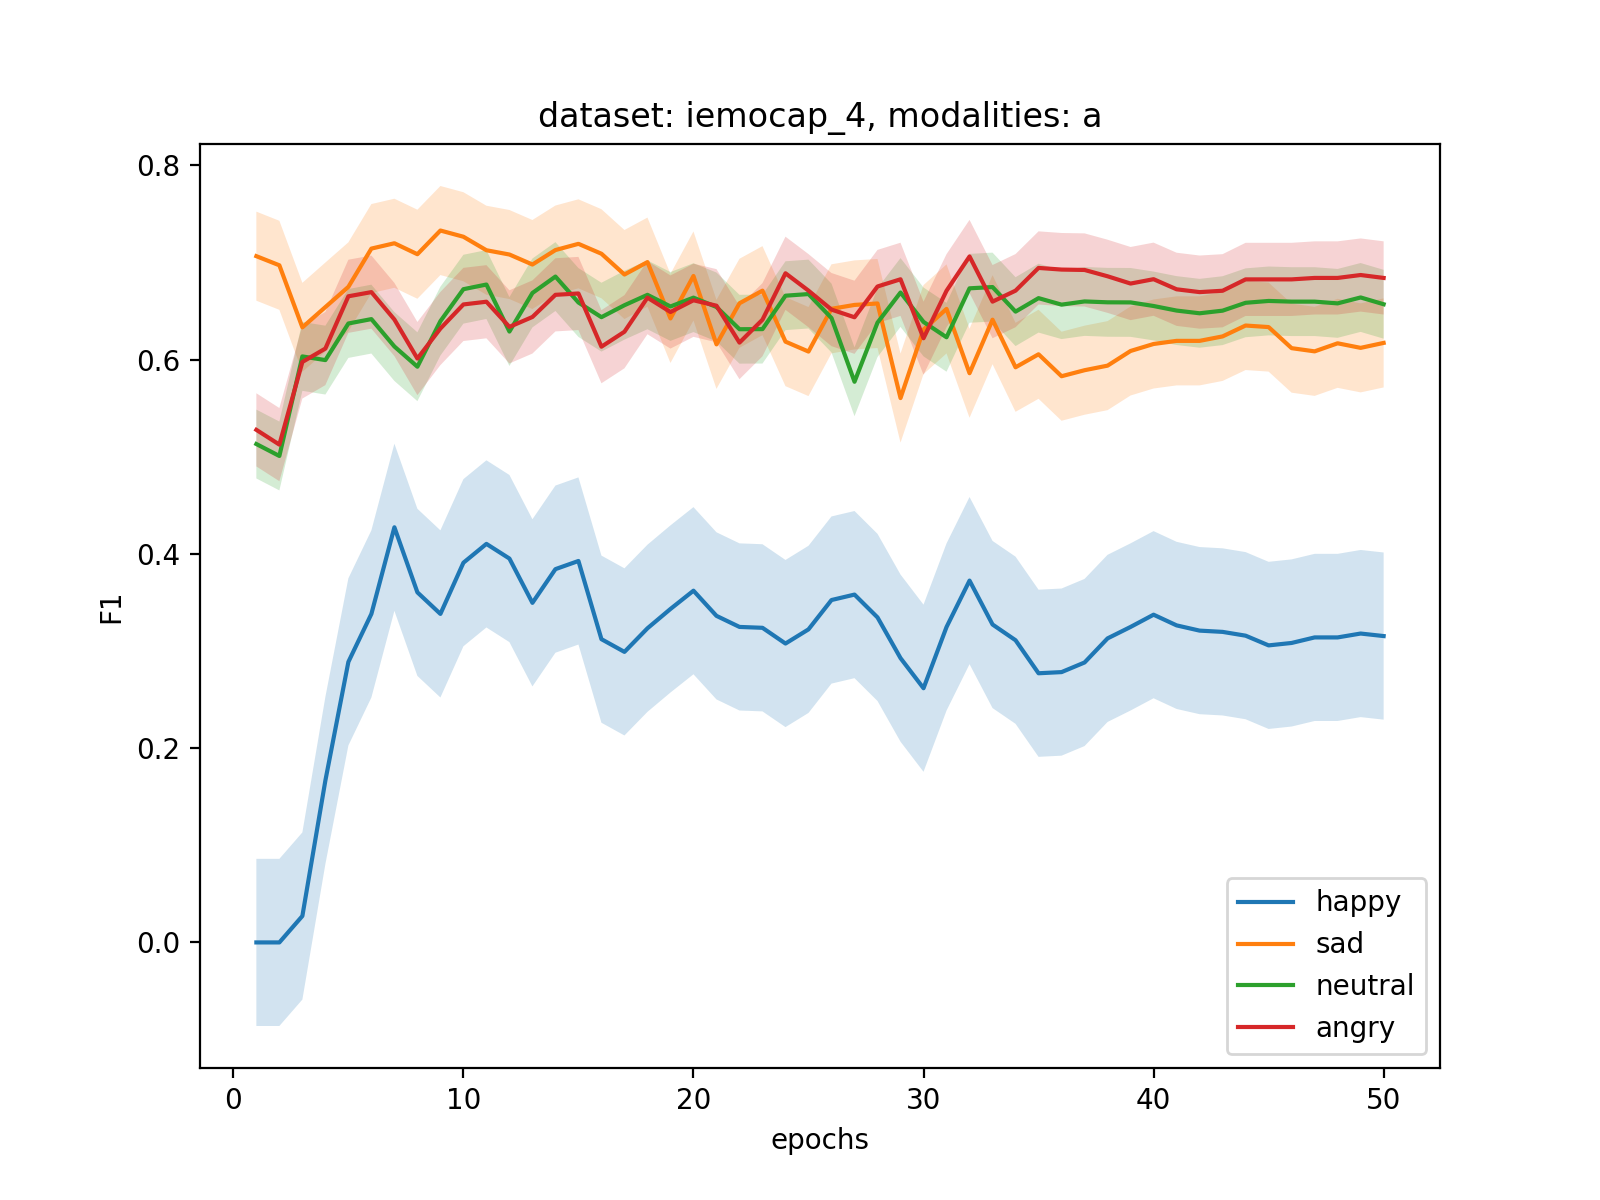 dataset: iemocap_4, modalities: a
F1
0.8
0.6
0.4
0.2
0.0
0 10 20 30 40 50
epochs
happy
sad
neutral
angry